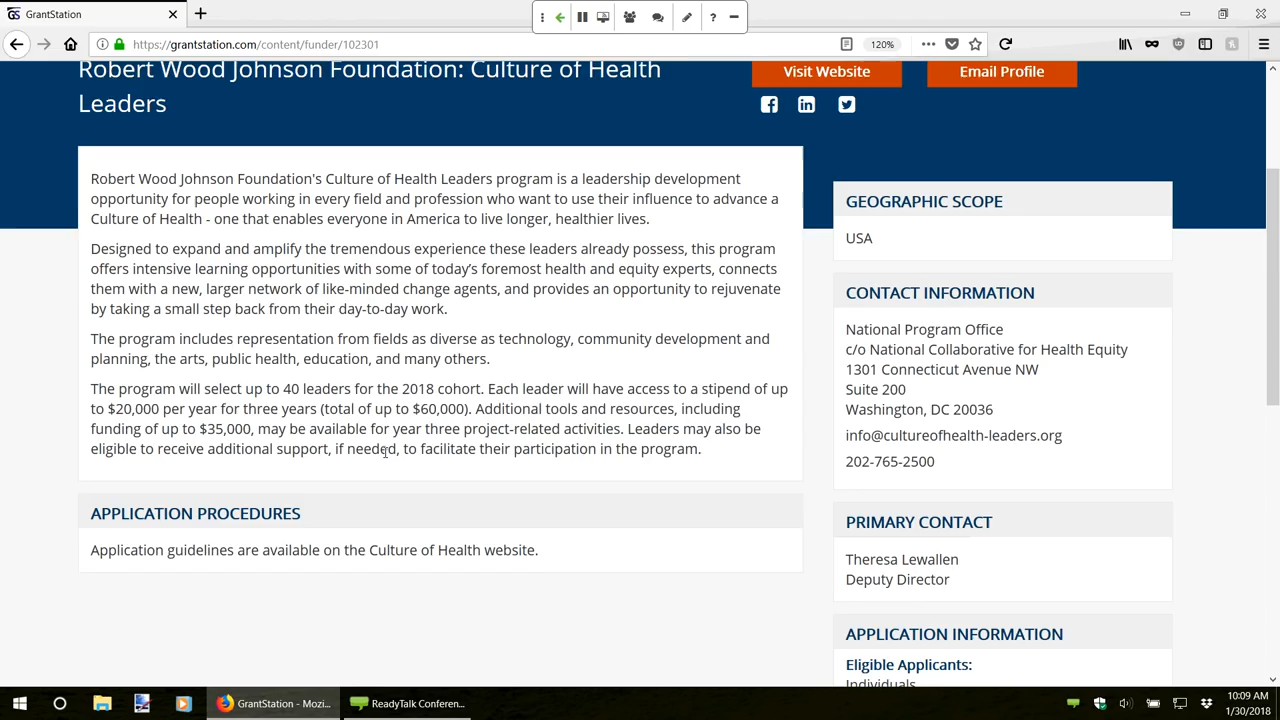 GrantStation
https://grantstation.com/content/funder/102301
120%
Robert Wood Johnson Foundation: Culture of Health
Leaders
Visit Website
Email Profile
Robert Wood Johnson Foundation's Culture of Health Leaders program is a leadership development
opportunity for people working in every field and profession who want to use their influence to advance a
Culture of Health - one that enables everyone in America to live longer, healthier lives.
Designed to expand and amplify the tremendous experience these leaders already possess, this program
offers intensive learning opportunities with some of today’s foremost health and equity experts, connects
them with a new, larger network of like-minded change agents, and provides an opportunity to rejuvenate
by taking a small step back from their day-to-day work.
The program includes representation from fields as diverse as technology, community development and
planning, the arts, public health, education, and many others.
The program will select up to 40 leaders for the 2018 cohort. Each leader will have access to a stipend of up
to $20,000 per year for three years (total of up to $60,000). Additional tools and resources, including
funding of up to $35,000, may be available for year three project-related activities. Leaders may also be
eligible to receive additional support, if needed, to facilitate their participation in the program.
APPLICATION PROCEDURES
Application guidelines are available on the Culture of Health website.
GEOGRAPHIC SCOPE
USA
CONTACT INFORMATION
National Program Office
c/o National Collaborative for Health Equity
1301 Connecticut Avenue NW
Suite 200
Washington, DC 20036
info@cultureofhealth-leaders.org
202-765-2500
PRIMARY CONTACT
Theresa Lewallen
Deputy Director
APPLICATION INFORMATION
Eligible Applicants:
Individuals
GrantStation - Mozi...
ReadyTalk Conferen...
10:09 AM
1/30/2018